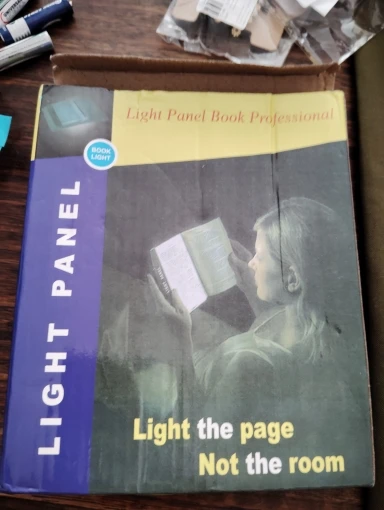 Light Panel Book Professional
BOOK
LIGHT
LIGHT PANEL
Light the page
Not the room